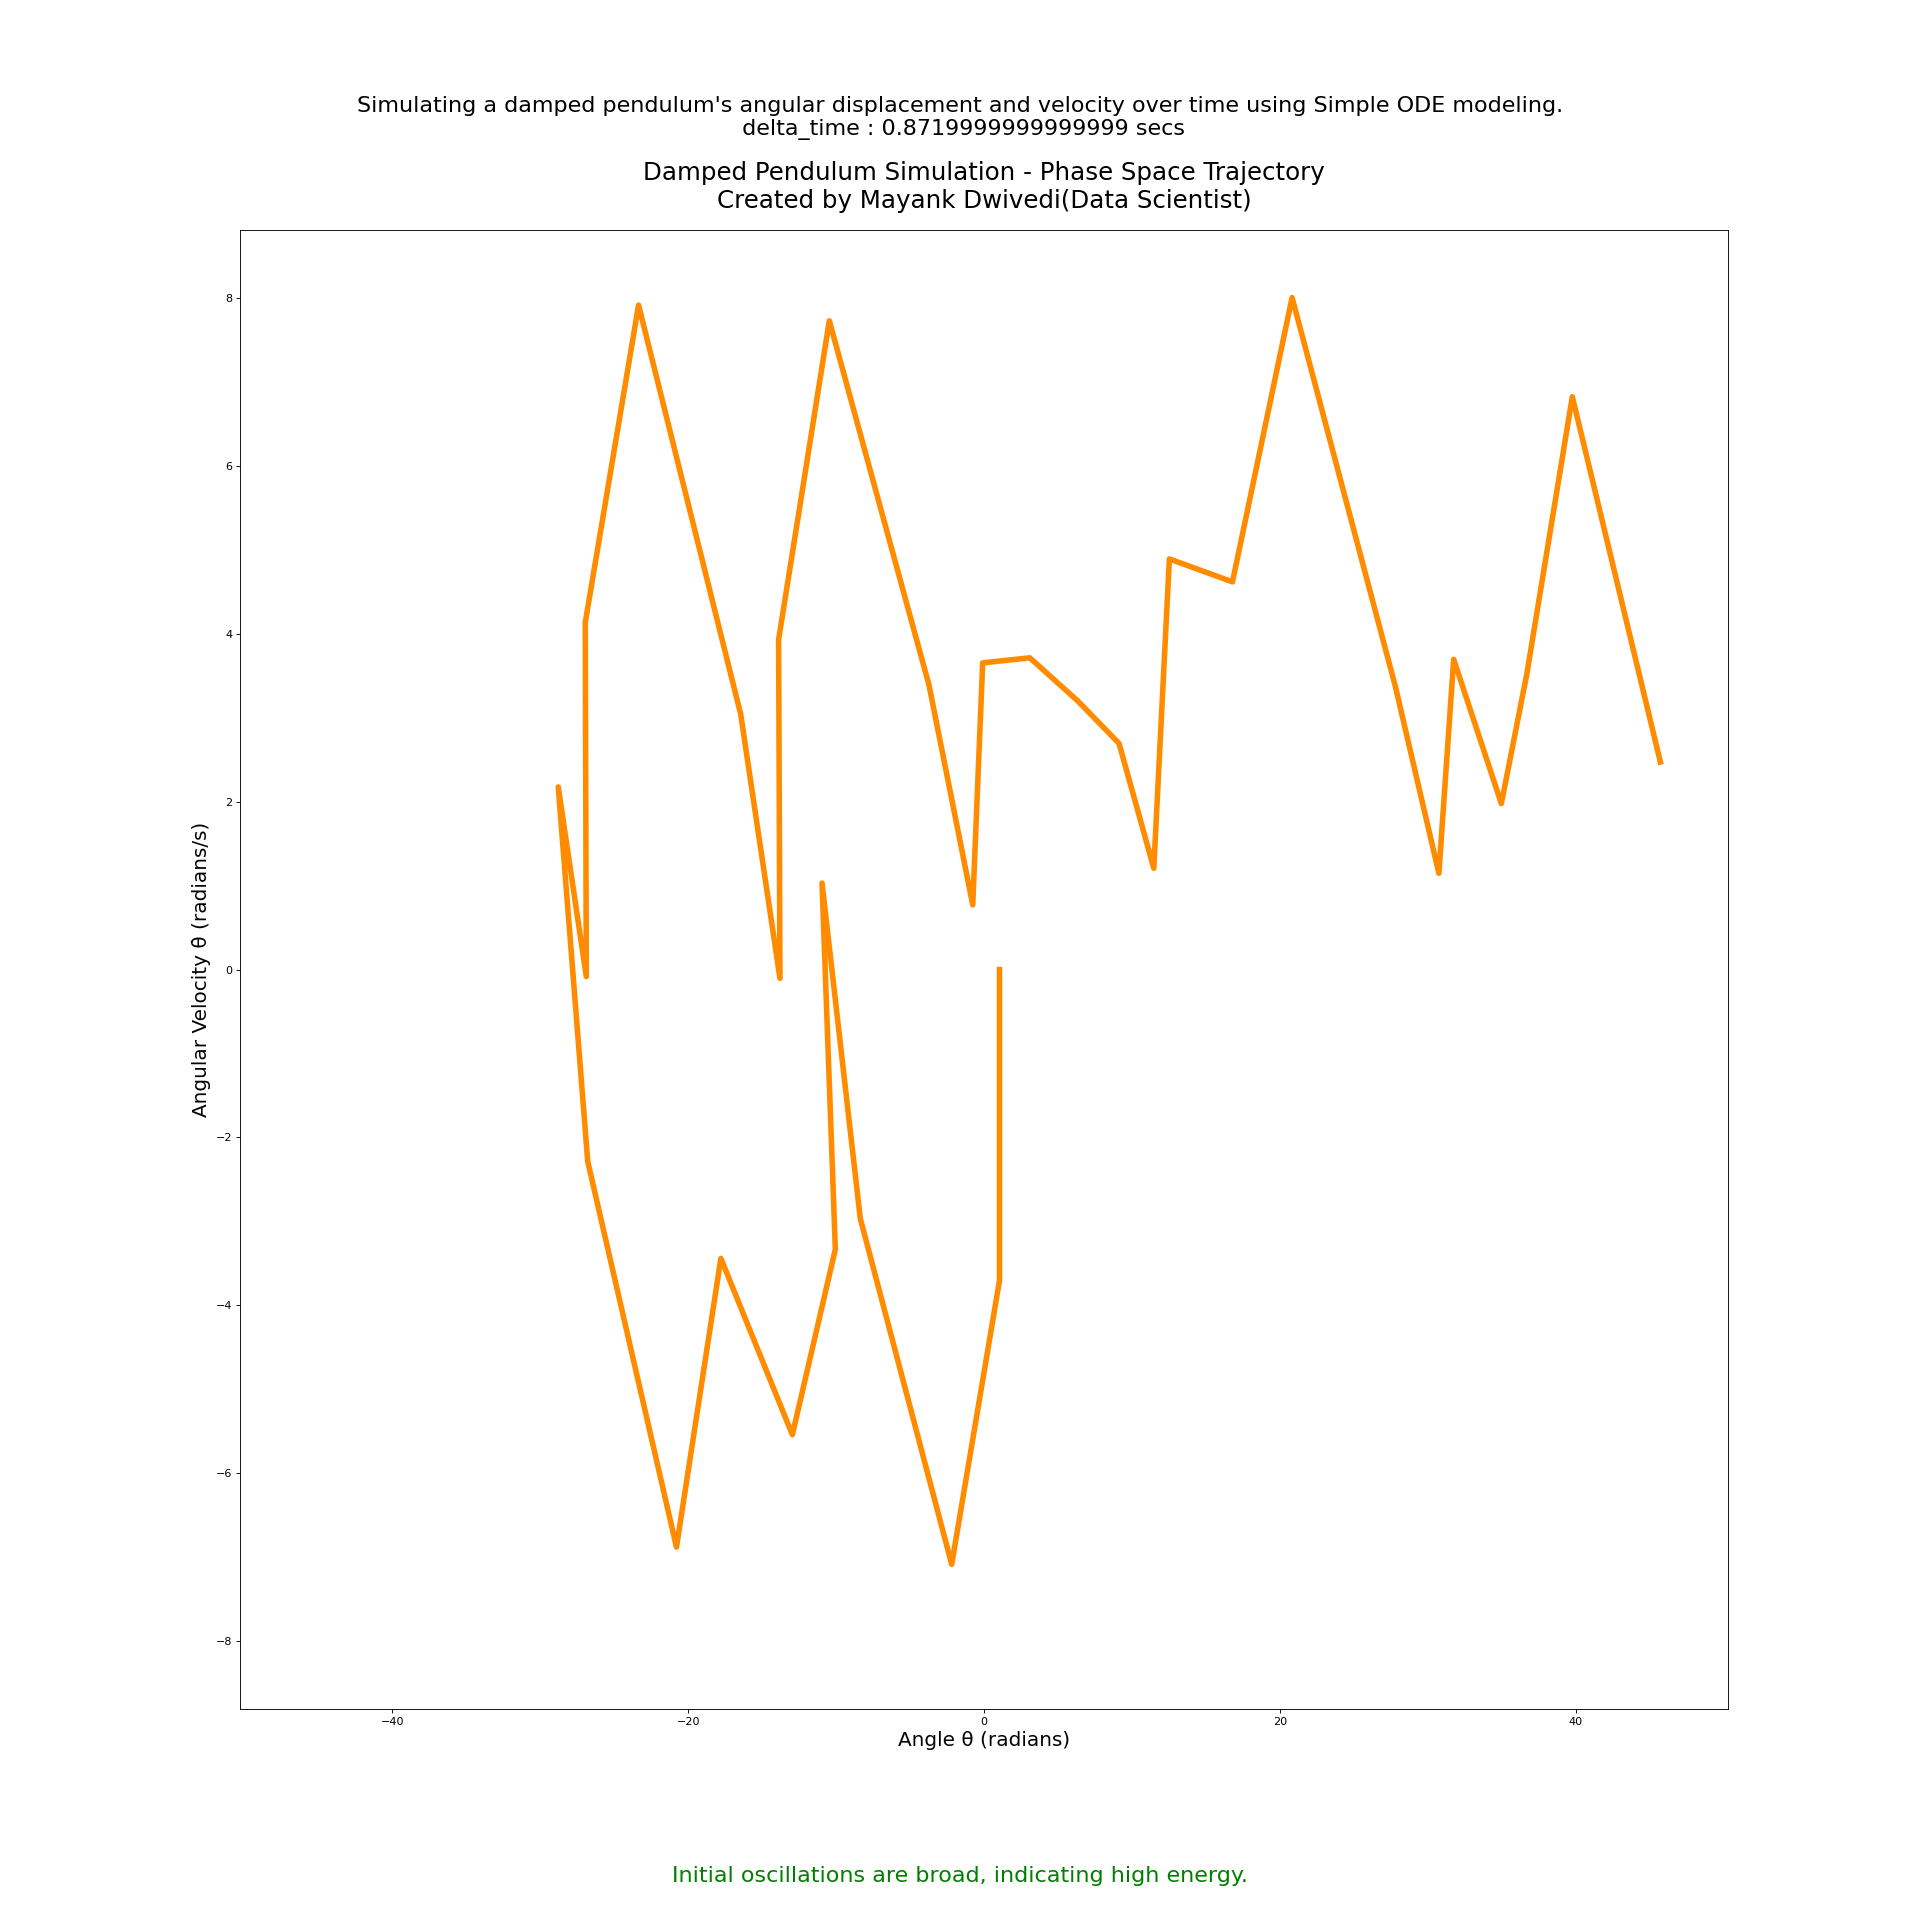 Simulating a damped pendulum's angular displacement and velocity over time using Simple ODE modeling.
delta_time : 0.8719999999999999 secs
Damped Pendulum Simulation - Phase Space Trajectory
Created by Mayank Dwivedi(Data Scientist)
8
6
4
2
0
−2
−4
−6
−8
Angular Velocity θ (radians/s)
−40
−20
0
20
40
Angle θ (radians)
Initial oscillations are broad, indicating high energy.